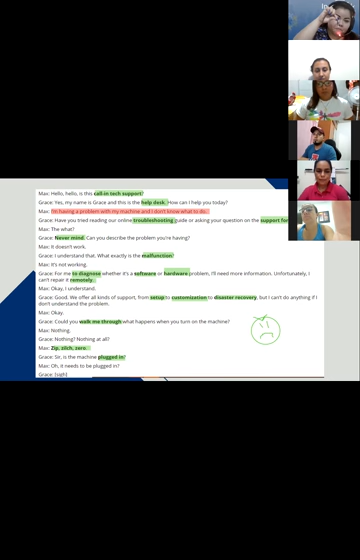 Max: Hello, hello, is this call-in tech support?
Grace: Yes, my name is Grace and this is the help desk. How can I help you today?
Max: I'm having a problem with my machine and I don't know what to do.
Grace: Have you tried reading our online troubleshooting guide or asking your question on the support for
Max: The what?
Grace: Never mind. Can you describe the problem you're having?
Max: It doesn't work.
Grace: I understand that. What exactly is the malfunction?
Max: It's not working.
Grace: For me to diagnose whether it's a software or hardware problem, I'll need more information. Unfortunately, I
can't repair it remotely.
Max: Okay, I understand.
Grace: Good. We offer all kinds of support, from setup to customization to disaster recovery, but I can't do anything if I
don't understand the problem.
Max: Okay.
Grace: Could you walk me through what happens when you turn on the machine?
Max: Nothing.
Grace: Nothing? Nothing at all?
Max: Zip, zilch, zero.
Grace: Sir, is the machine plugged in?
Max: Oh, it needs to be plugged in?
Grace: [sigh]